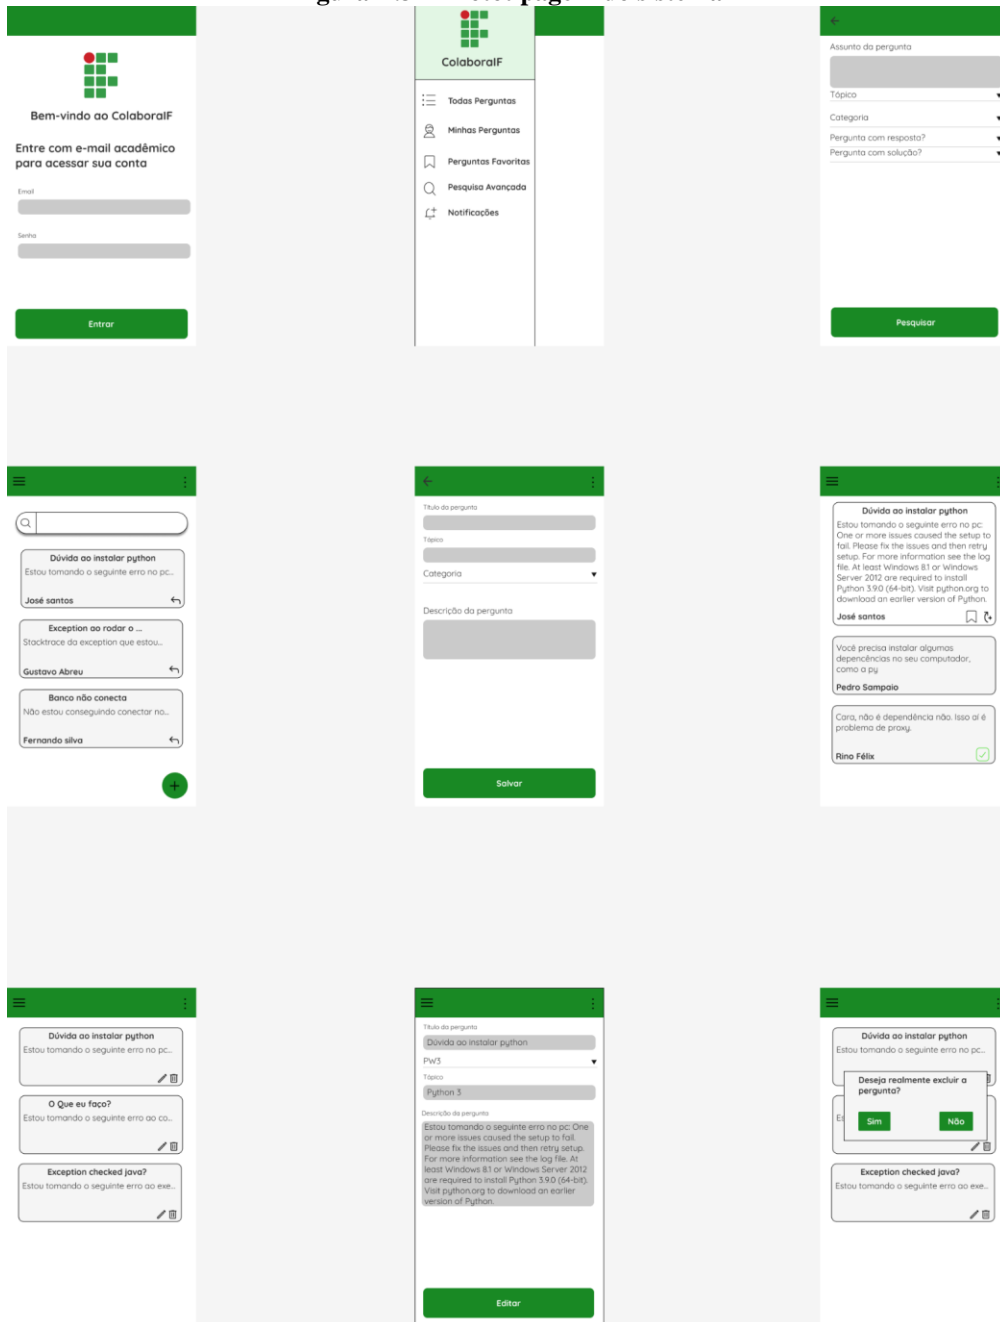 Bem-vindo ao ColaboraIF
Entre com e-mail acadêmico
para acessar sua conta
Email
Senha
Entrar
ColaboraIF
Todas Perguntas
Minhas Perguntas
Perguntas Favoritas
Pesquisa Avançada
Notificações
Assunto da pergunta
Tópico
Categoria
Pergunta com resposta?
Pergunta com solução?
Pesquisar
Dúvida ao instalar python
Estou tomando o seguinte erro no pc...
José santos
Exception ao rodar o ...
Stacktrace da exception que estou...
Gustavo Abreu
Banco não conecta
Não estou conseguindo conectar no...
Fernando silva
Título da pergunta
Tópico
Categoria
Descrição da pergunta
Salvar
Dúvida ao instalar python
Estou tomando o seguinte erro no pc:
One or more issues caused the setup to
fail. Please fix the issues and then retry
setup. For more information see the log
file. At least Windows 8.1 or Windows
Server 2012 are required to install
Python 3.9.0 (64-bit). Visit python.org to
download an earlier version of Python.
José santos
Você precisa instalar algumas
depencências no seu computador,
como a py
Pedro Sampaio
Cara, não é dependência não. Isso aí é
problema de proxy.
Rino Félix
Dúvida ao instalar python
Estou tomando o seguinte erro no pc...
O Que eu faço?
Estou tomando o seguinte erro ao co...
Exception checked java?
Estou tomando o seguinte erro ao exe...
Título da pergunta
Dúvida ao instalar python
PW3
Tópico
Python 3
Descrição da pergunta
Estou tomando o seguinte erro no pc: One
or more issues caused the setup to fail.
Please fix the issues and then retry setup.
For more information see the log file. At
least Windows 8.1 or Windows Server 2012
are required to install Python 3.9.0 (64-bit).
Visit python.org to download an earlier
version of Python.
Editar
Dúvida ao instalar python
Estou tomando o seguinte erro no pc...
Deseja realmente excluir a
pergunta?
Sim
Não
Exception checked java?
Estou tomando o seguinte erro ao exe...